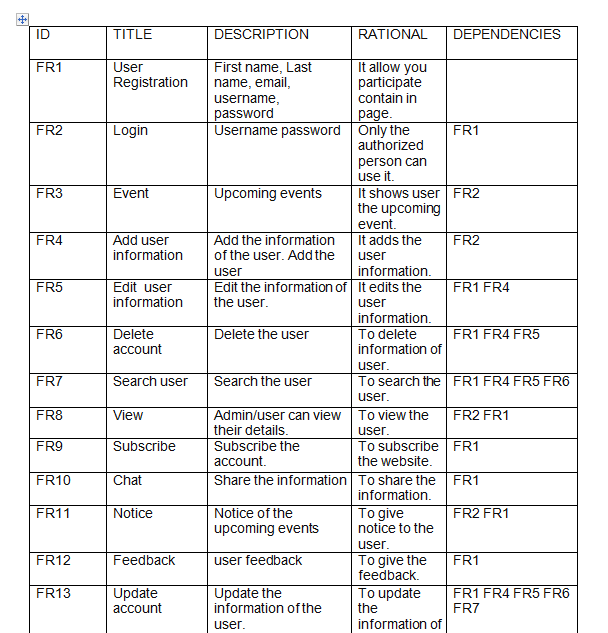 ID TITLE DESCRIPTION RATIONAL DEPENDENCIES
FR1 User First name, Last It allow you
Registration name, email, participate
username, contain in
password page.
FR2 Login Username password Only the FR1
authorized
person can
use it.
FR3 Event Upcoming events It shows user FR2
the upcoming
event.
FR4 Add user Add the information It adds the FR2
information of the user. Add the user
user information.
FR5 Edit user Edit the information of It edits the FR1 FR4
information the user. user
information.
FR6 Delete Delete the user To delete FR1 FR4 FR5
account information of
user.
FR7 Search user Search the user To search the FR1 FR4 FR5 FR6
user.
FR8 View Admin/user can view To view the FR2 FR1
their details. user.
FR9 Subscribe Subscribe the To subscribe FR1
account. the website.
FR10 Chat Share the information To share the FR1
information.
FR11 Notice Notice of the To give FR2 FR1
upcoming events notice to the
user.
FR12 Feedback user feedback To give the FR1
feedback.
FR13 Update Update the To update FR1 FR4 FR5 FR6
account information of the the FR7
user. information of